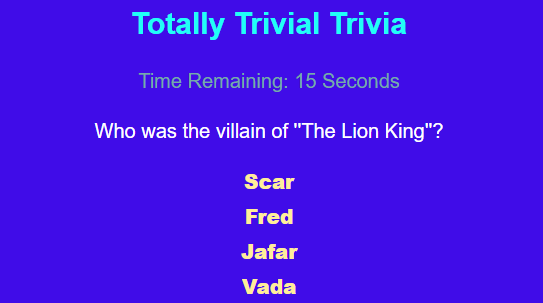 Totally Trivial Trivia
Time Remaining: 15 Seconds
Who was the villain of "The Lion King"?
Scar
Fred
Jafar
Vada